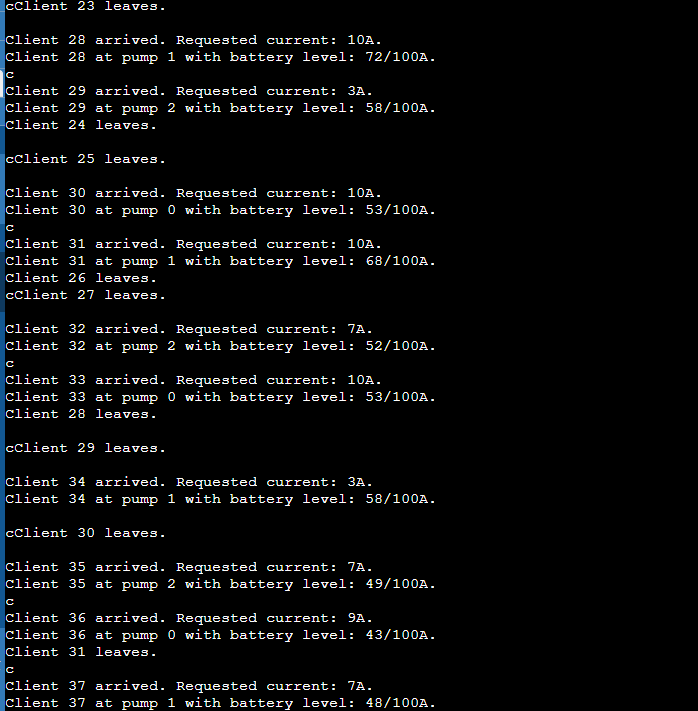 cClient 23 leaves.
Client 28 arrived. Requested current: 10A.
Client 28 at pump 1 with battery level: 72/100A.
c
Client 29 arrived. Requested current: 3A.
Client 29 at pump 2 with battery level: 58/100A.
Client 24 leaves.
cClient 25 leaves.
Client 30 arrived. Requested current: 10A.
Client 30 at pump 0 with battery level: 53/100A.
c
Client 31 arrived. Requested current: 10A.
Client 31 at pump 1 with battery level: 68/100A.
Client 26 leaves.
cClient 27 leaves.
Client 32 arrived. Requested current: 7A.
Client 32 at pump 2 with battery level: 52/100A.
c
Client 33 arrived. Requested current: 10A.
Client 33 at pump 0 with battery level: 53/100A.
Client 28 leaves.
cClient 29 leaves.
Client 34 arrived. Requested current: 3A.
Client 34 at pump 1 with battery level: 58/100A.
cClient 30 leaves.
Client 35 arrived. Requested current: 7A.
Client 35 at pump 2 with battery level: 49/100A.
c
Client 36 arrived. Requested current: 9A.
Client 36 at pump 0 with battery level: 43/100A.
Client 31 leaves.
c
Client 37 arrived. Requested current: 7A.
Client 37 at pump 1 with battery level: 48/100A.